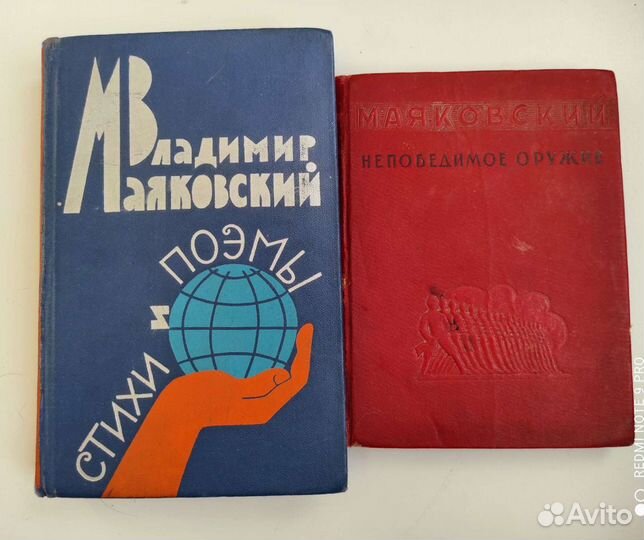 Владимир
Маяковский
СТИХИ и ПОЭМЫ
МАЯКОВСКИЙ
НЕПОБЕДИМОЕ ОРУЖИЕ
REDMI NOTE 9 PRO
Avito